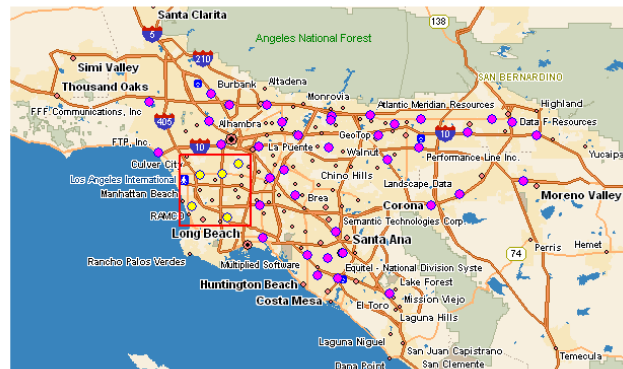 Santa Clarita
138
5
Angeles National Forest
210
Simi Valley
SAN BERNARDINO
Thousand Oaks
Burbank
Altadena
Monrovia
Atlantic Meridian Resources
Highland
FFF Communications, Inc
405
Alhambra
GeoTop
10
Data F-Resources
FTP, Inc
10
La Puente
Walnut
Yucaipa
Culver City
Performance Line Inc.
Los Angeles International
Chino Hills
Landscape Data
Manhattan Beach
Brea
Corona
Moreno Valley
RAMCO
Semantic Technologies Corp
Long Beach
Santa Ana
Perris
Hemet
74
Rancho Palos Verdes
Multiplied Software
Equitel - National Division Syste
Lake Forest
Huntington Beach
Mission Viejo
Costa Mesa
El Toro
Laguna Hills
Laguna Niguel
San Juan Capistrano
Temecula
Dana Point
San Clemente